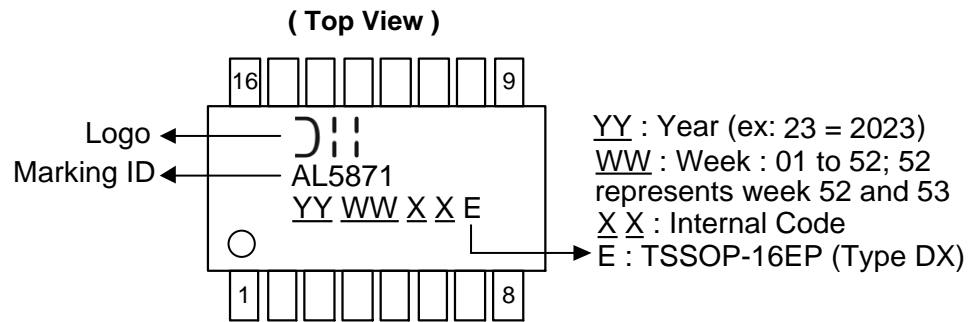 ( Top View )
16 9
Logo
Marking ID
AL5871
YY WW X X E
1 8
YY : Year (ex: 23 = 2023)
WW : Week : 01 to 52; 52
represents week 52 and 53
X X : Internal Code
E : TSSOP-16EP (Type DX)